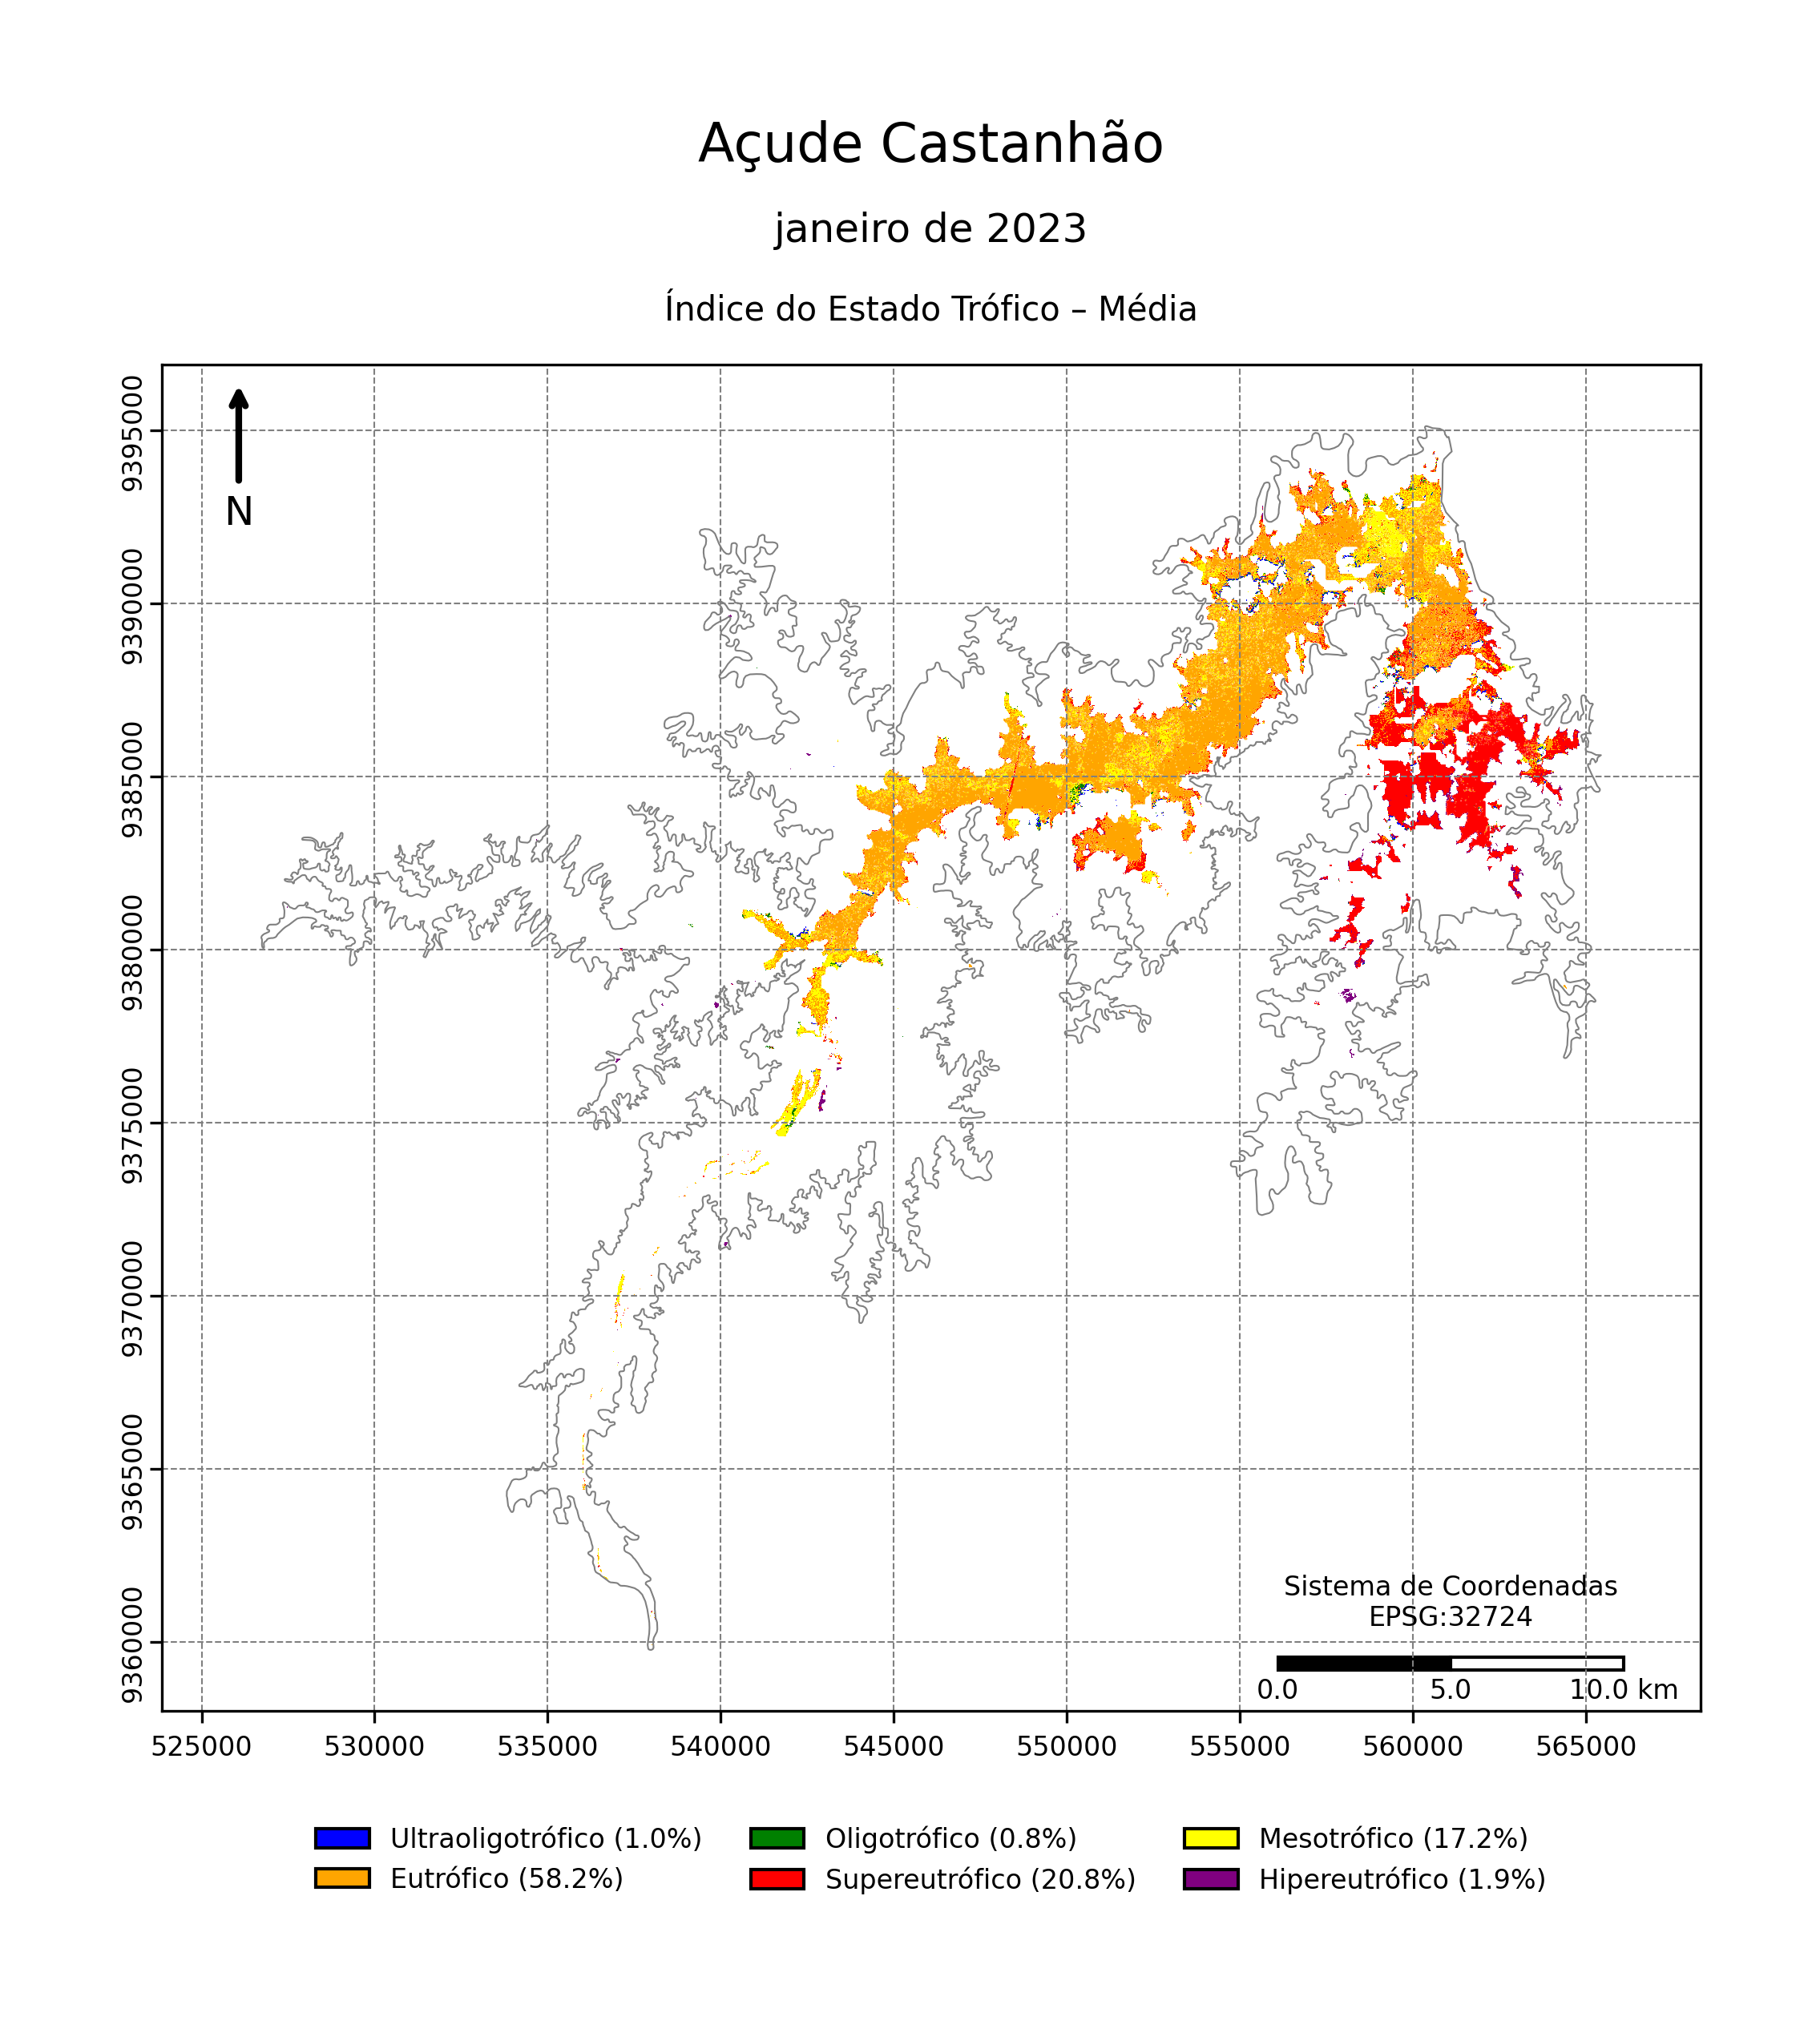 Açude Castanhão
janeiro de 2023
Índice do Estado Trófico – Média
N
9395000
9390000
9385000
9380000
9375000
9370000
9365000
9360000
Sistema de Coordenadas
EPSG:32724
0.0 5.0 10.0 km
525000 530000 535000 540000 545000 550000 555000 560000 565000
Ultraoligotrófico (1.0%) Oligotrófico (0.8%) Mesotrófico (17.2%)
Eutrófico (58.2%) Supereutrófico (20.8%) Hipereutrófico (1.9%)